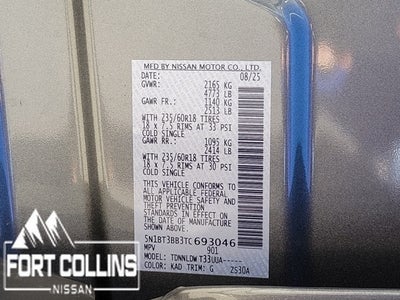 MFD BY NISSAN MOTOR CO., LTD.
DATE: 08/25
GVWR: 2165 KG
4773 LB
GAWR FR.: 1140 KG
2513 LB
WITH 235/60R18 TIRES
18 x 7.5 RIMS AT 33 PSI
COLD SINGLE
GAWR RR.: 1095 KG
2414 LB
WITH 235/60R18 TIRES
18 x 7.5 RIMS AT 30 PSI
COLD SINGLE
THIS VEHICLE CONFORMS TO ALL
APPLICABLE FEDERAL MOTOR
VEHICLE SAFETY AND THEFT
PREVENTION STANDARDS IN EFFECT
ON THE DATE OF MANUFACTURE
SHOWN ABOVE.
5N1BT3BB3TC693046
MPV 901
MODEL: TDNNLDW T33UUA-----
COLOR: KAD TRIM: G 2530A
FORT COLLINS
NISSAN